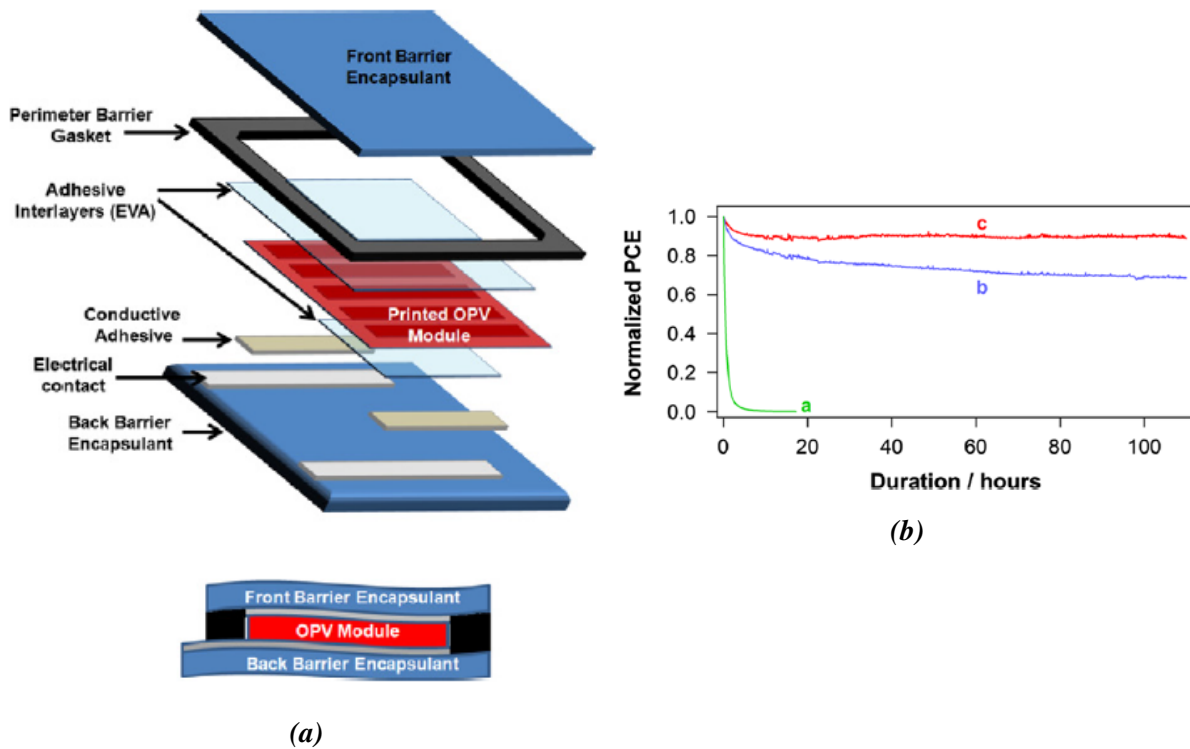 Front Barrier
Encapsulant
Perimeter Barrier
Gasket
Adhesive
Interlayers (EVA)
Printed OPV
Module
Conductive
Adhesive
Electrical
contact
Back Barrier
Encapsulant
Front Barrier Encapsulant
OPV Module
Back Barrier Encapsulant
(a)
Normalized PCE
1.0
0.8
0.6
0.4
0.2
0.0
c
b
a
0
20
40
60
80
100
Duration / hours
(b)